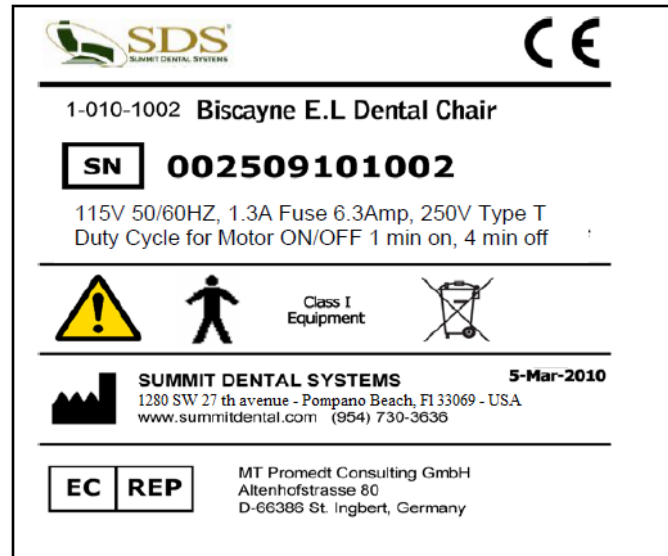 SDS
SUMMIT DENTAL SYSTEMS
CE
1-010-1002 Biscayne E.L Dental Chair
SN 002509101002
115V 50/60HZ, 1.3A Fuse 6.3Amp, 250V Type T
Duty Cycle for Motor ON/OFF 1 min on, 4 min off
Class I
Equipment
SUMMIT DENTAL SYSTEMS 5-Mar-2010
1280 SW 27 th avenue - Pompano Beach, Fl 33069 - USA
www.summitdental.com (954) 730-3636
EC REP
MT Promedt Consulting GmbH
Altenhofstrasse 80
D-66386 St. Ingbert, Germany